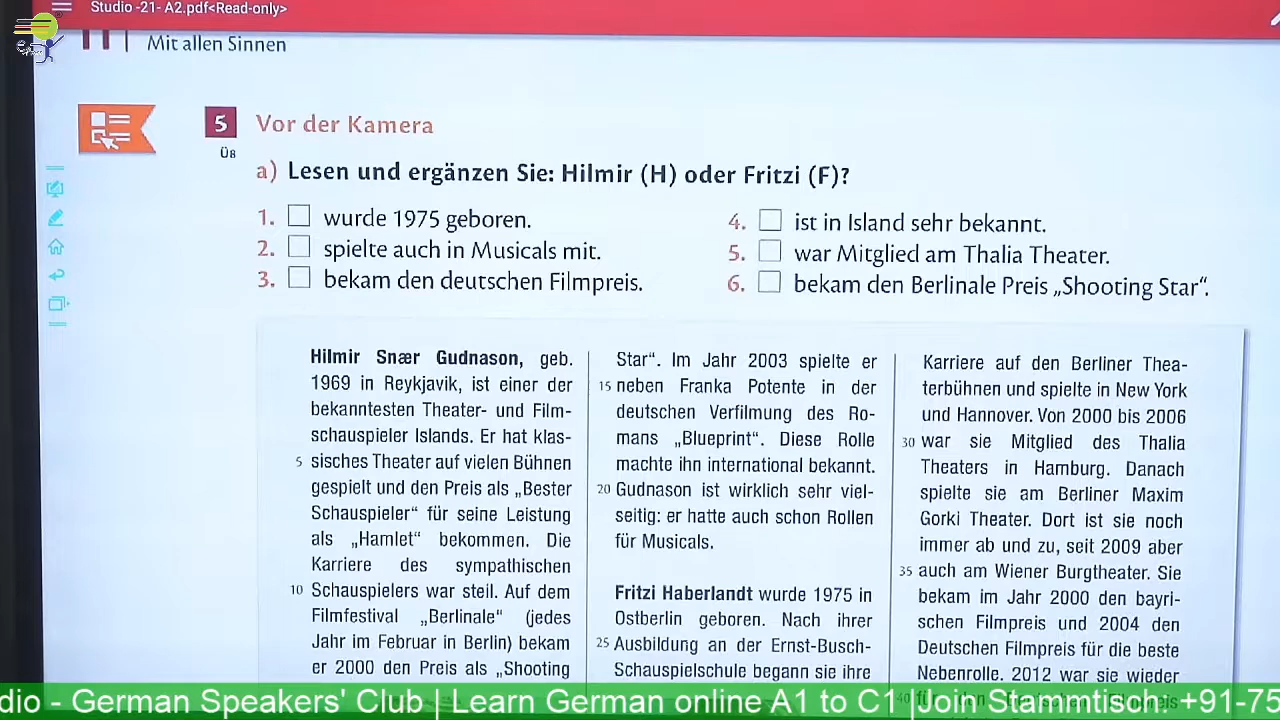 Studio -21- A2.pdf<Read-only>
11 | Mit allen Sinnen
5 Vor der Kamera
Ü8
a) Lesen und ergänzen Sie: Hilmir (H) oder Fritzi (F)?
1. wurde 1975 geboren.
2. spielte auch in Musicals mit.
3. bekam den deutschen Filmpreis.
4. ist in Island sehr bekannt.
5. war Mitglied am Thalia Theater.
6. bekam den Berlinale Preis „Shooting Star“.
Hilmir Snær Gudnason, geb.
1969 in Reykjavik, ist einer der
bekanntesten Theater- und Film-
schauspieler Islands. Er hat klas-
5 sisches Theater auf vielen Bühnen
gespielt und den Preis als „Bester
Schauspieler“ für seine Leistung
als „Hamlet“ bekommen. Die
Karriere des sympathischen
10 Schauspielers war steil. Auf dem
Filmfestival „Berlinale“ (jedes
Jahr im Februar in Berlin) bekam
er 2000 den Preis als „Shooting
Star“. Im Jahr 2003 spielte er
15 neben Franka Potente in der
deutschen Verfilmung des Ro-
mans „Blueprint“. Diese Rolle
machte ihn international bekannt.
20 Gudnason ist wirklich sehr viel-
seitig: er hatte auch schon Rollen
für Musicals.
Fritzi Haberlandt wurde 1975 in
Ostberlin geboren. Nach ihrer
25 Ausbildung an der Ernst-Busch-
Schauspielschule begann sie ihre
Karriere auf den Berliner Thea-
terbühnen und spielte in New York
und Hannover. Von 2000 bis 2006
30 war sie Mitglied des Thalia
Theaters in Hamburg. Danach
spielte sie am Berliner Maxim
Gorki Theater. Dort ist sie noch
immer ab und zu, seit 2009 aber
35 auch am Wiener Burgtheater. Sie
bekam im Jahr 2000 den bayri-
schen Filmpreis und 2004 den
Deutschen Filmpreis für die beste
Nebenrolle. 2012 war sie wieder
40 für den Deutschen Filmpreis
dio - German Speakers' Club | Learn German online A1 to C1 |Join Stammtisch- +91-75